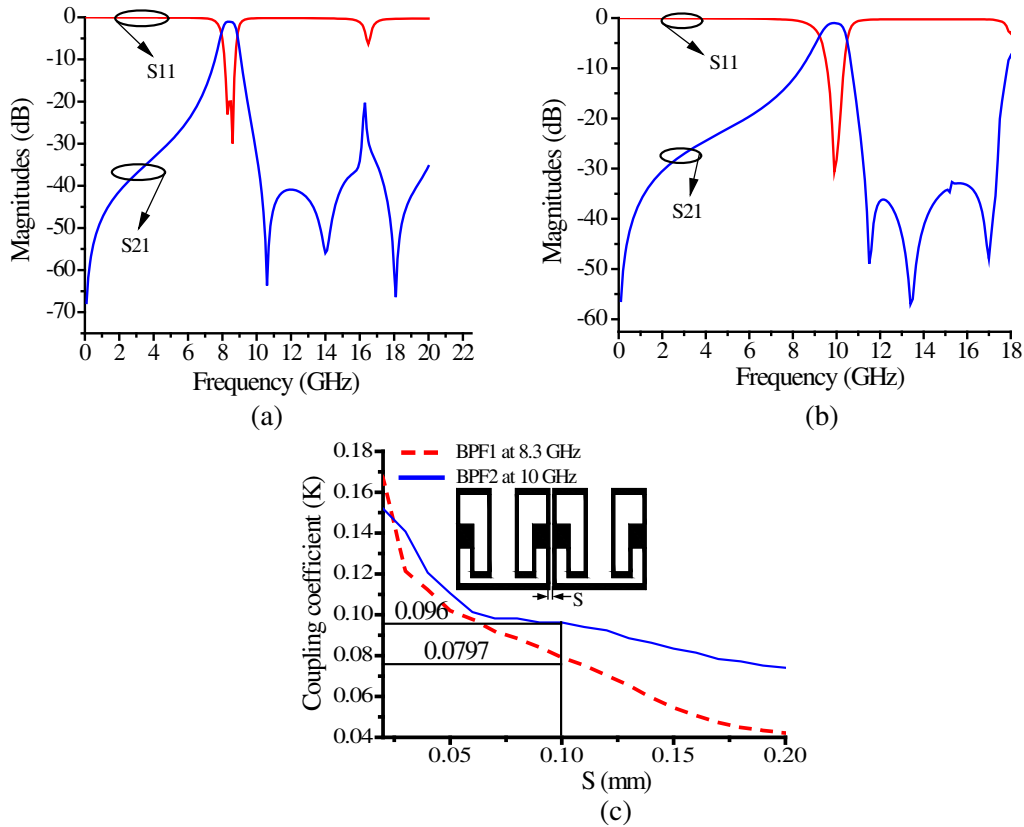 0
-10
-20
-30
-40
-50
-60
-70
Magnitudes (dB)
S11
S21
0 2 4 6 8 10 12 14 16 18 20 22
Frequency (GHz)
(a)
0
-10
-20
-30
-40
-50
-60
Magnitudes (dB)
S11
S21
0 2 4 6 8 10 12 14 16 18
Frequency (GHz)
(b)
0.18
0.16
0.14
0.12
0.10
0.08
0.06
0.04
Coupling coefficient (K)
BPF1 at 8.3 GHz
BPF2 at 10 GHz
S
0.096
0.0797
0.05 0.10 0.15 0.20
S (mm)
(c)